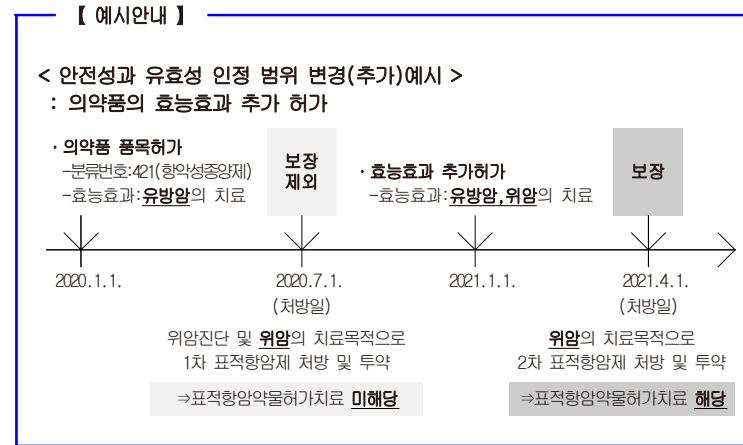 【 예시안내 】
< 안전성과 유효성 인정 범위 변경(추가)예시 >
: 의약품의 효능효과 추가 허가
· 의약품 품목허가
-분류번호:421(항악성종양제)
-효능효과:유방암의 치료
보장
제외
· 효능효과 추가허가
-효능효과:유방암,위암의 치료
보장
2020.1.1.
2020.7.1.
(처방일)
2021.1.1.
2021.4.1.
(처방일)
위암진단 및 위암의 치료목적으로
1차 표적항암제 처방 및 투약
⇒표적항암약물허가치료 미해당
위암의 치료목적으로
2차 표적항암제 처방 및 투약
⇒표적항암약물허가치료 해당